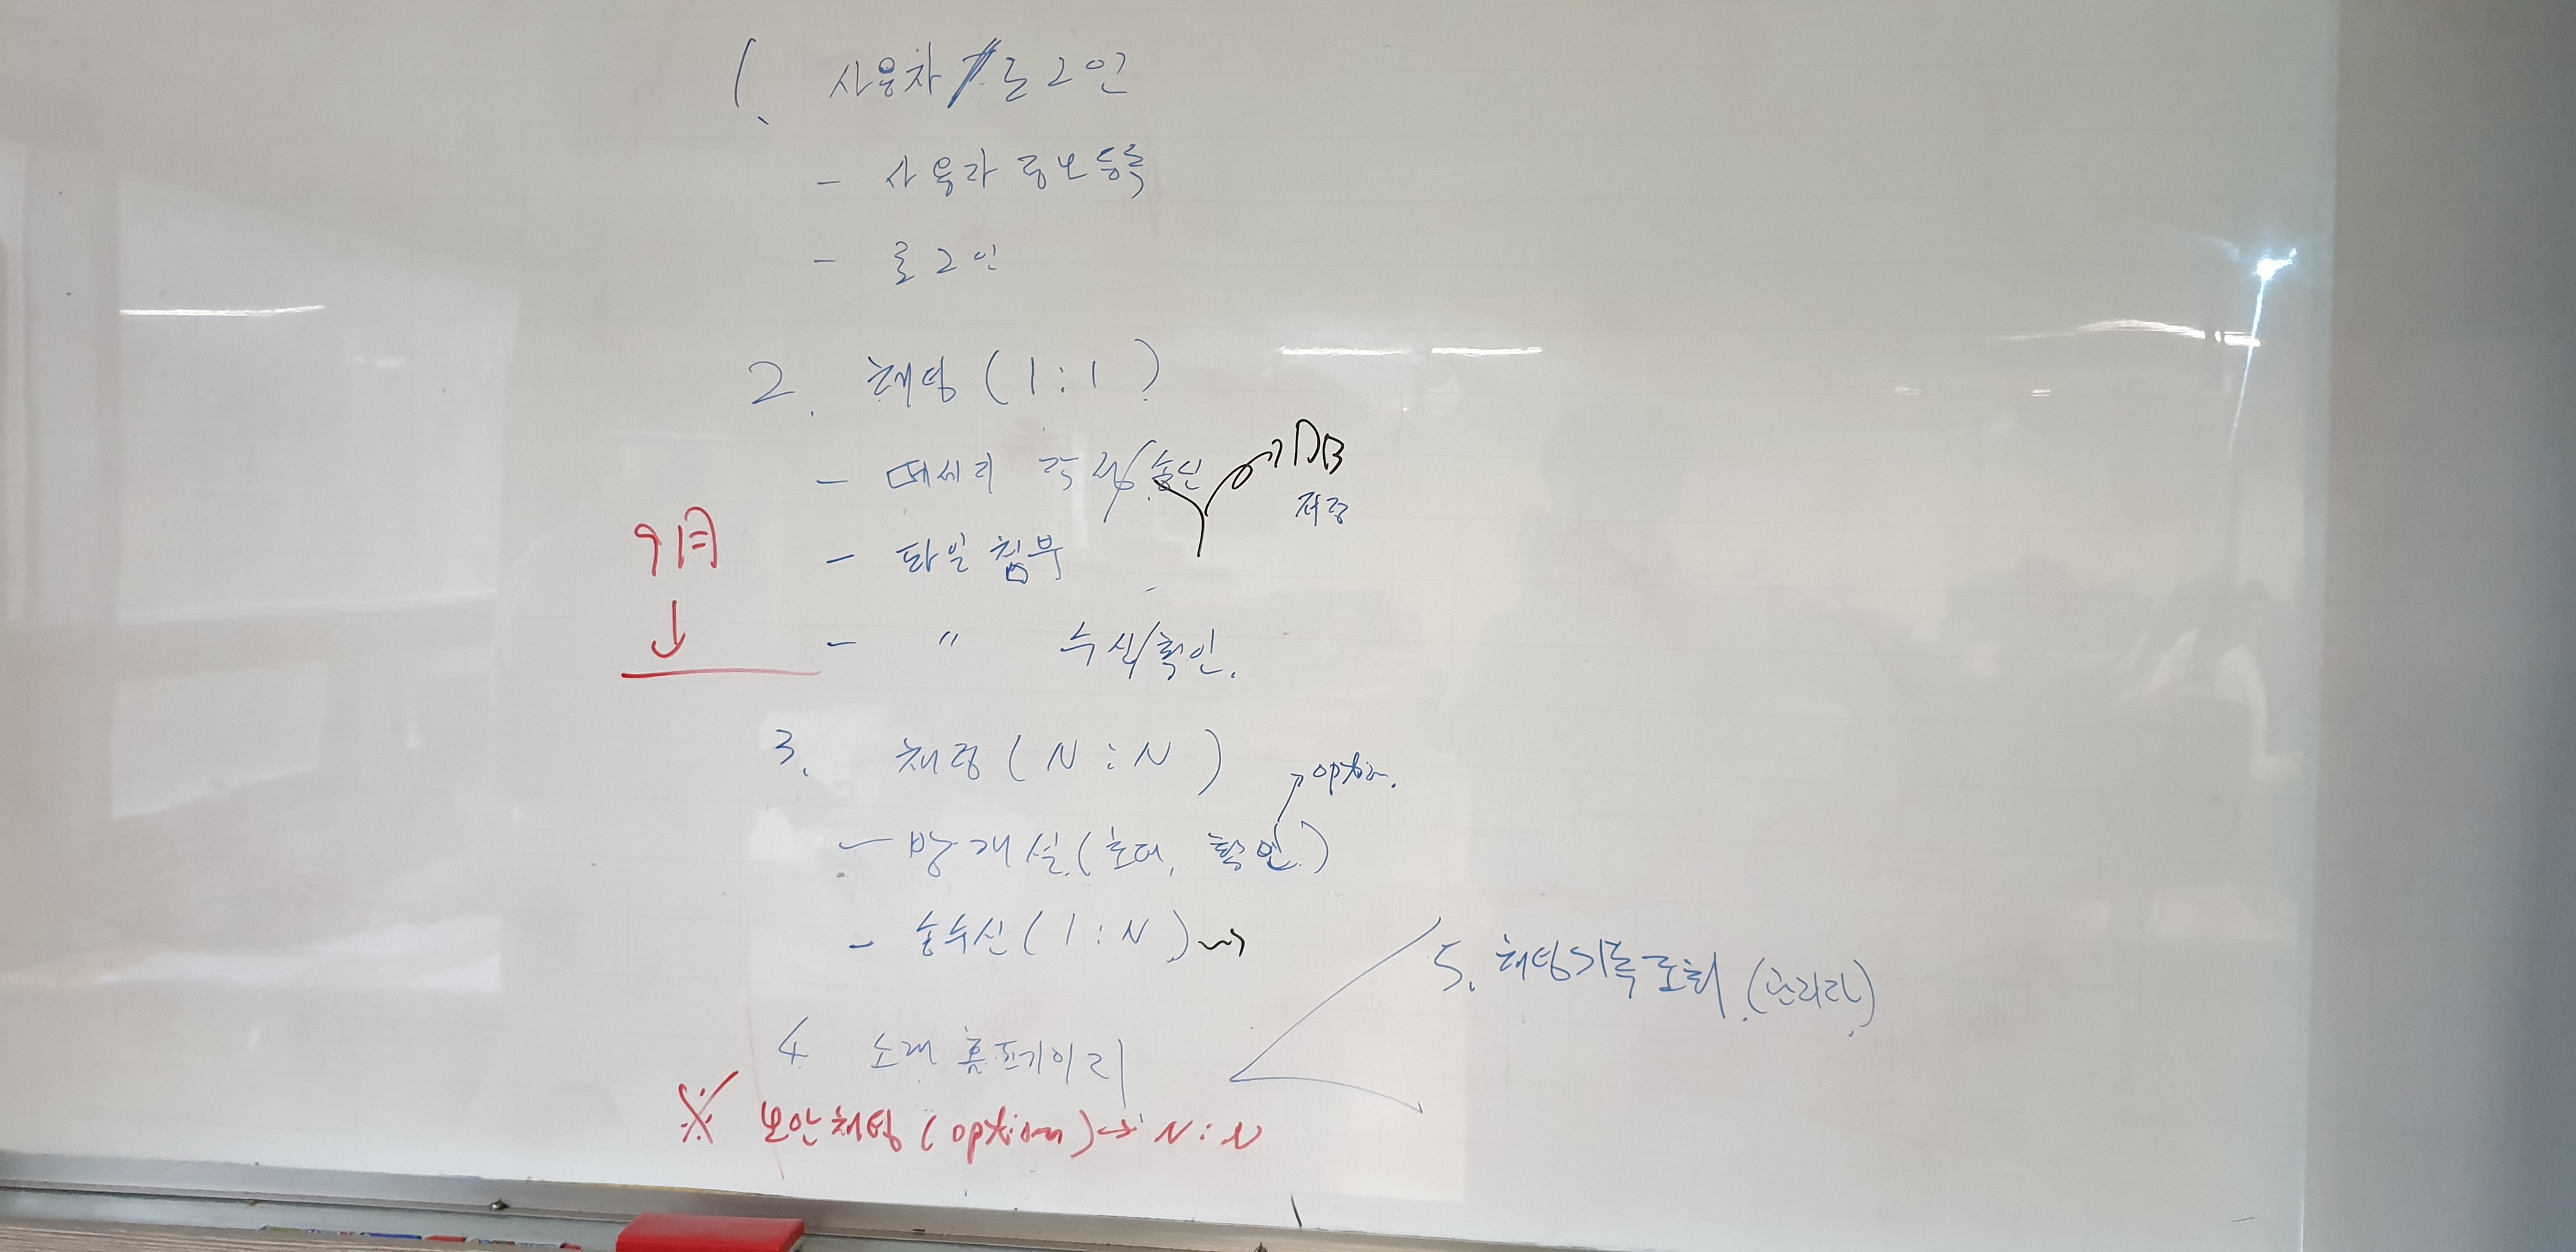 1. 사용자 로그인
- 사용자 정보 등록
- 로그인
2. 채팅 (1:1)
- 메세지 작성/송신 → DB
저장
- 파일 첨부
9月
↓
- " 수신/확인.
3. 채팅 (N:N)
option.
- 방개설 (초대, 확인)
- 송수신 (1:N)
5. 채팅기록조회 (관리자)
4 노래 홈페이지
※ 보안채팅 (option) → N:N